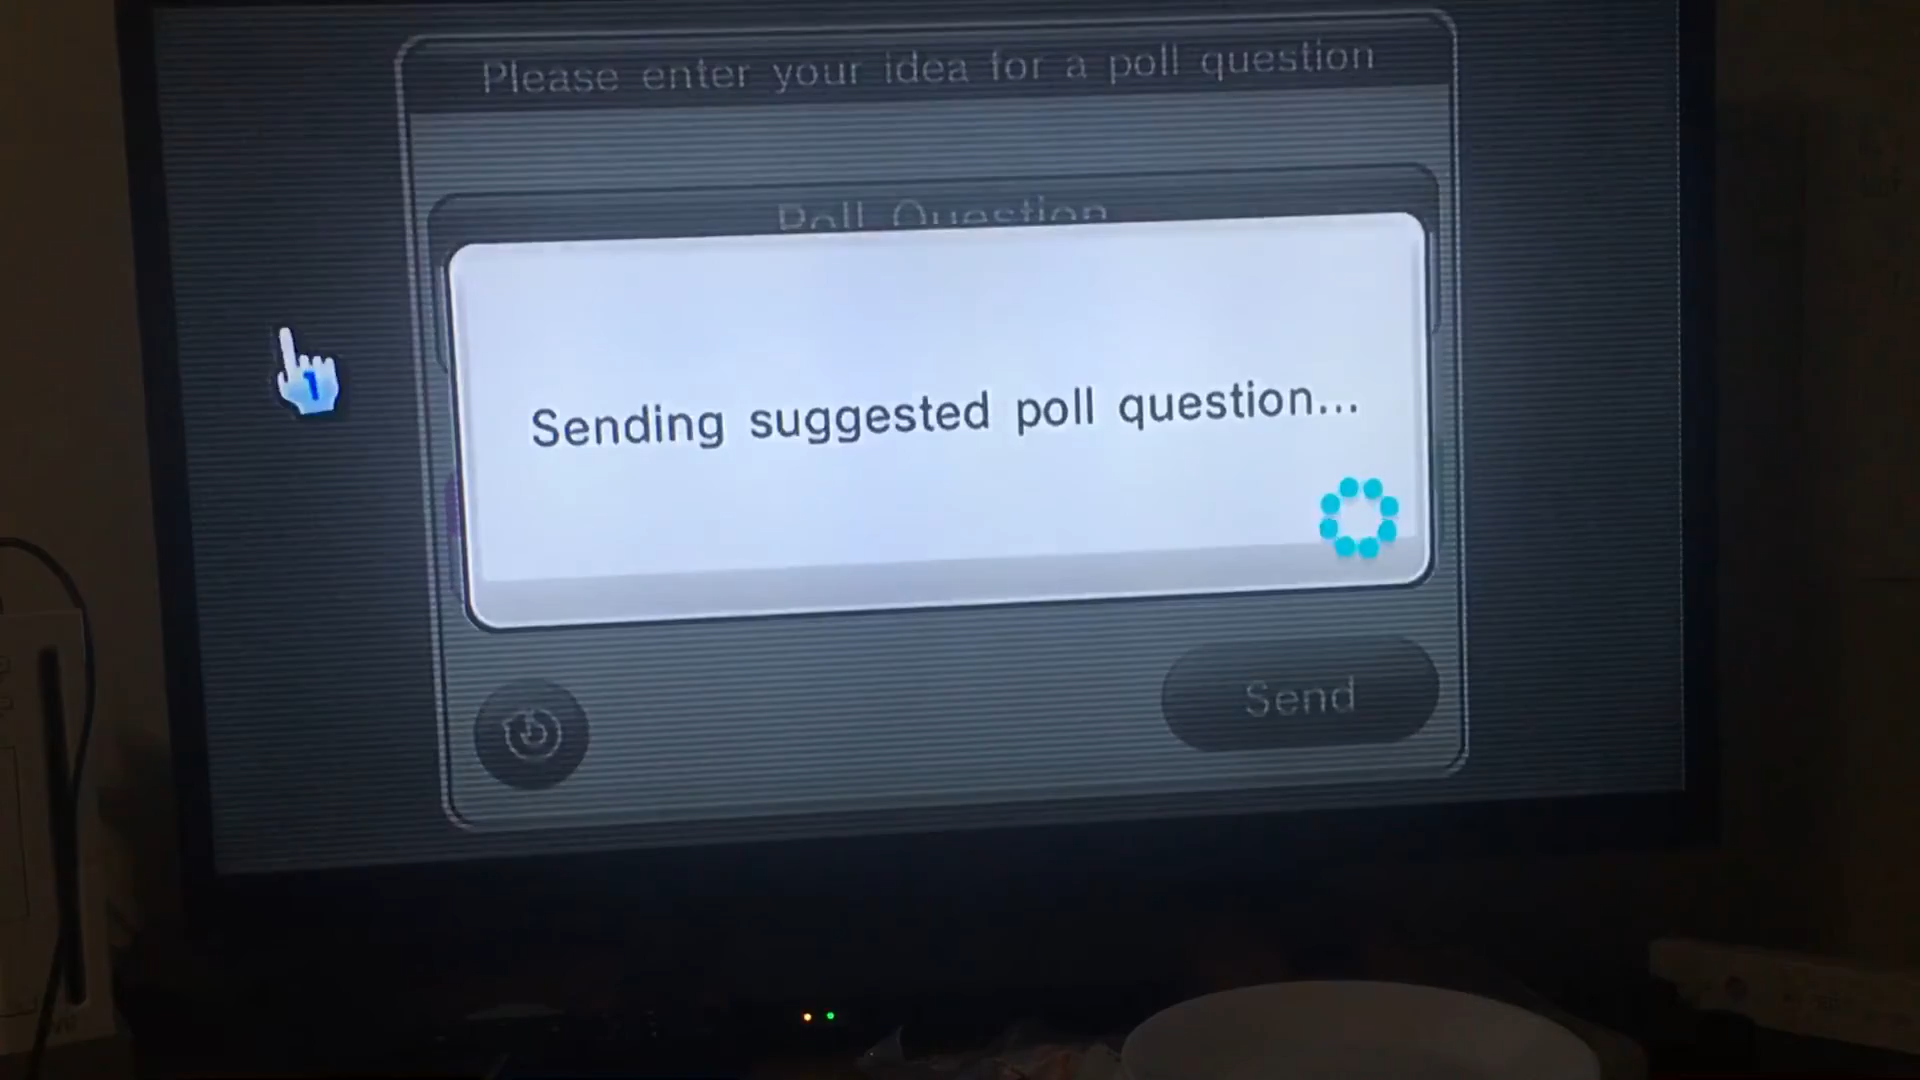 Please enter your idea for a poll question
Poll Question
Sending suggested poll question...
1
Send